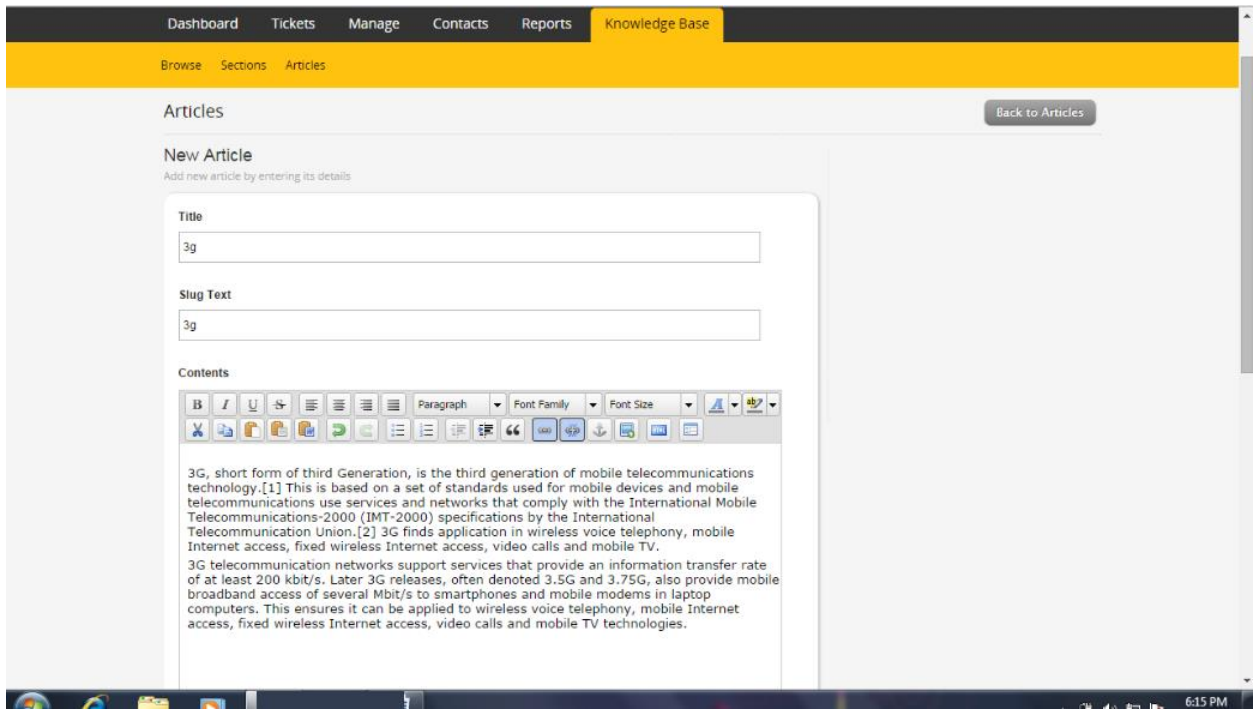 Dashboard Tickets Manage Contacts Reports Knowledge Base
Browse Sections Articles
Articles Back to Articles
New Article
Add new article by entering its details
Title
3g
Slug Text
3g
Contents
B I U S Paragraph Font Family Font Size A ab
HTML
3G, short form of third Generation, is the third generation of mobile telecommunications
technology.[1] This is based on a set of standards used for mobile devices and mobile
telecommunications use services and networks that comply with the International Mobile
Telecommunications-2000 (IMT-2000) specifications by the International
Telecommunication Union.[2] 3G finds application in wireless voice telephony, mobile
Internet access, fixed wireless Internet access, video calls and mobile TV.
3G telecommunication networks support services that provide an information transfer rate
of at least 200 kbit/s. Later 3G releases, often denoted 3.5G and 3.75G, also provide mobile
broadband access of several Mbit/s to smartphones and mobile modems in laptop
computers. This ensures it can be applied to wireless voice telephony, mobile Internet
access, fixed wireless Internet access, video calls and mobile TV technologies.
6:15 PM